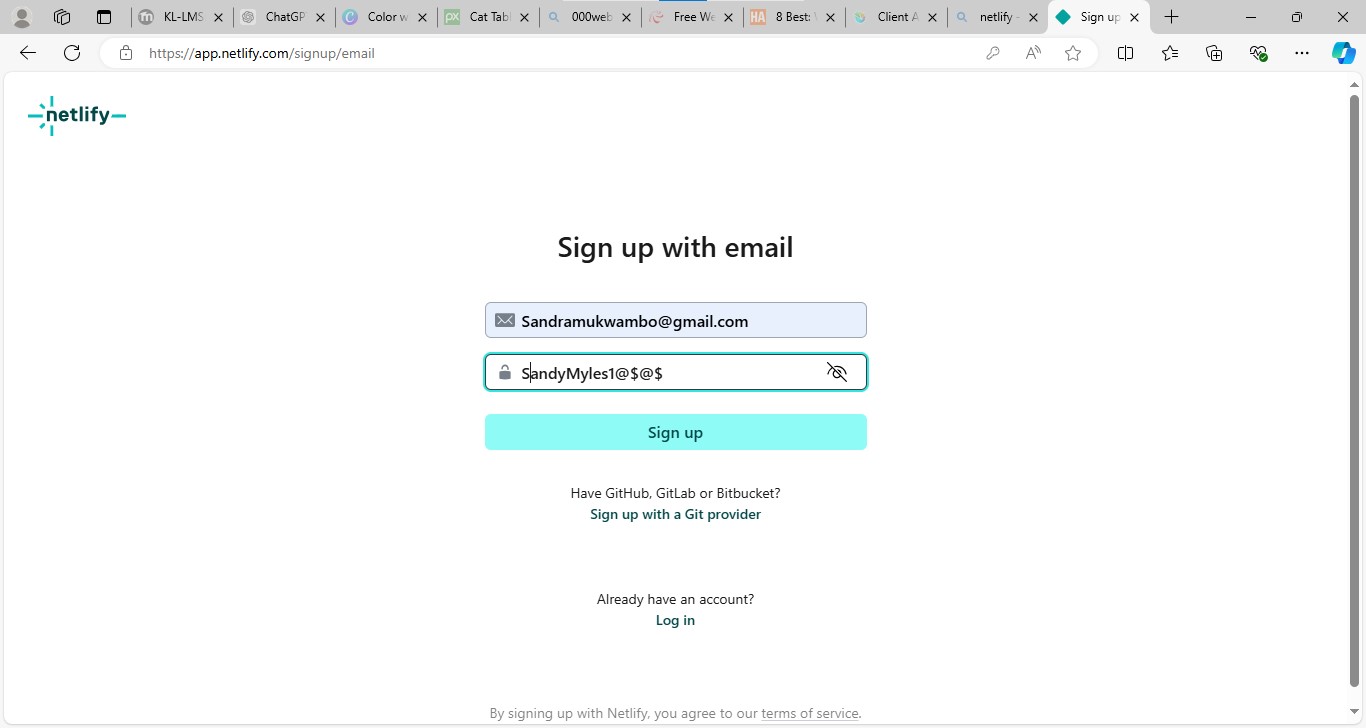 KL-LMS
ChatGP
Color w
Cat Tabl
000web
Free We
8 Best: V
Client A
netlify -
Sign up
https://app.netlify.com/signup/email
netlify
Sign up with email
Sandramukwambo@gmail.com
SandyMyles1@$@$
Sign up
Have GitHub, GitLab or Bitbucket?
Sign up with a Git provider
Already have an account?
Log in
By signing up with Netlify, you agree to our terms of service.